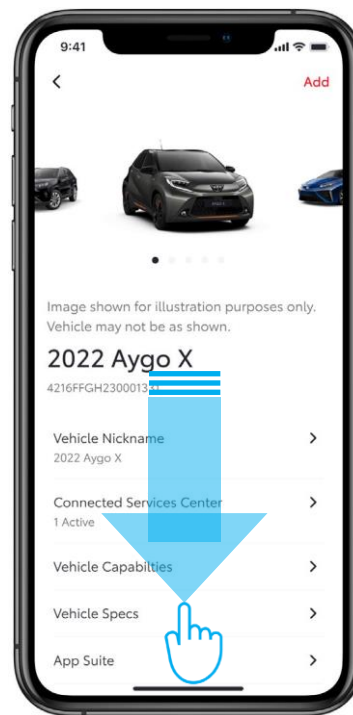 9:41
Add
Image shown for illustration purposes only.
Vehicle may not be as shown.
2022 Aygo X
Vehicle Nickname
2022 Aygo X
Connected Services Center
1 Active
Vehicle Capabilties
Vehicle Specs
App Suite